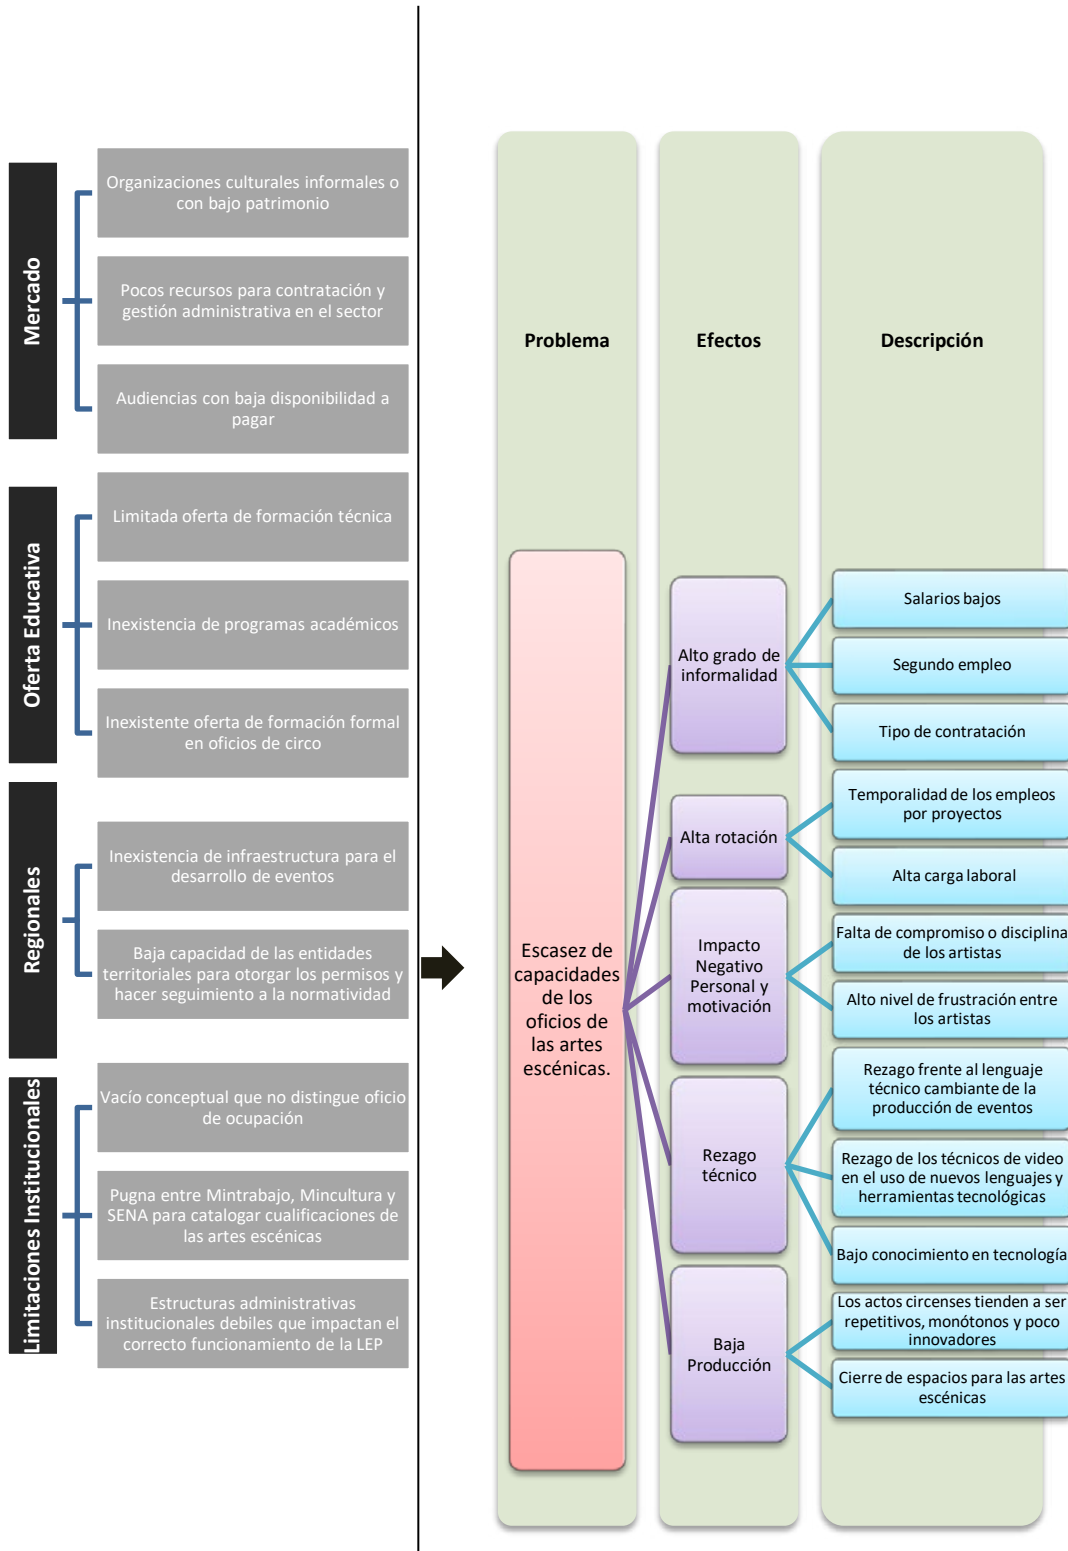 Mercado
Organizaciones culturales informales o
con bajo patrimonio
Pocos recursos para contratación y
gestión administrativa en el sector
Audiencias con baja disponibilidad a
pagar
Oferta Educativa
Limitada oferta de formación técnica
Inexistencia de programas académicos
Inexistente oferta de formación formal
en oficios de circo
Regionales
Inexistencia de infraestructura para el
desarrollo de eventos
Baja capacidad de las entidades
territoriales para otorgar los permisos y
hacer seguimiento a la normatividad
Limitaciones Institucionales
Vacío conceptual que no distingue oficio
de ocupación
Pugna entre Mintrabajo, Mincultura y
SENA para catalogar cualificaciones de
las artes escénicas
Estructuras administrativas
institucionales debiles que impactan el
correcto funcionamiento de la LEP
Problema
Efectos
Descripción
Escasez de
capacidades
de los
oficios de
las artes
escénicas.
Alto grado de
informalidad
Salarios bajos
Segundo empleo
Tipo de contratación
Alta rotación
Temporalidad de los empleos
por proyectos
Alta carga laboral
Impacto
Negativo
Personal y
motivación
Falta de compromiso o disciplina
de los artistas
Alto nivel de frustración entre
los artistas
Rezago
técnico
Rezago frente al lenguaje
técnico cambiante de la
producción de eventos
Rezago de los técnicos de video
en el uso de nuevos lenguajes y
herramientas tecnológicas
Bajo conocimiento en tecnología
Baja
Producción
Los actos circenses tienden a ser
repetitivos, monótonos y poco
innovadores
Cierre de espacios para las artes
escénicas